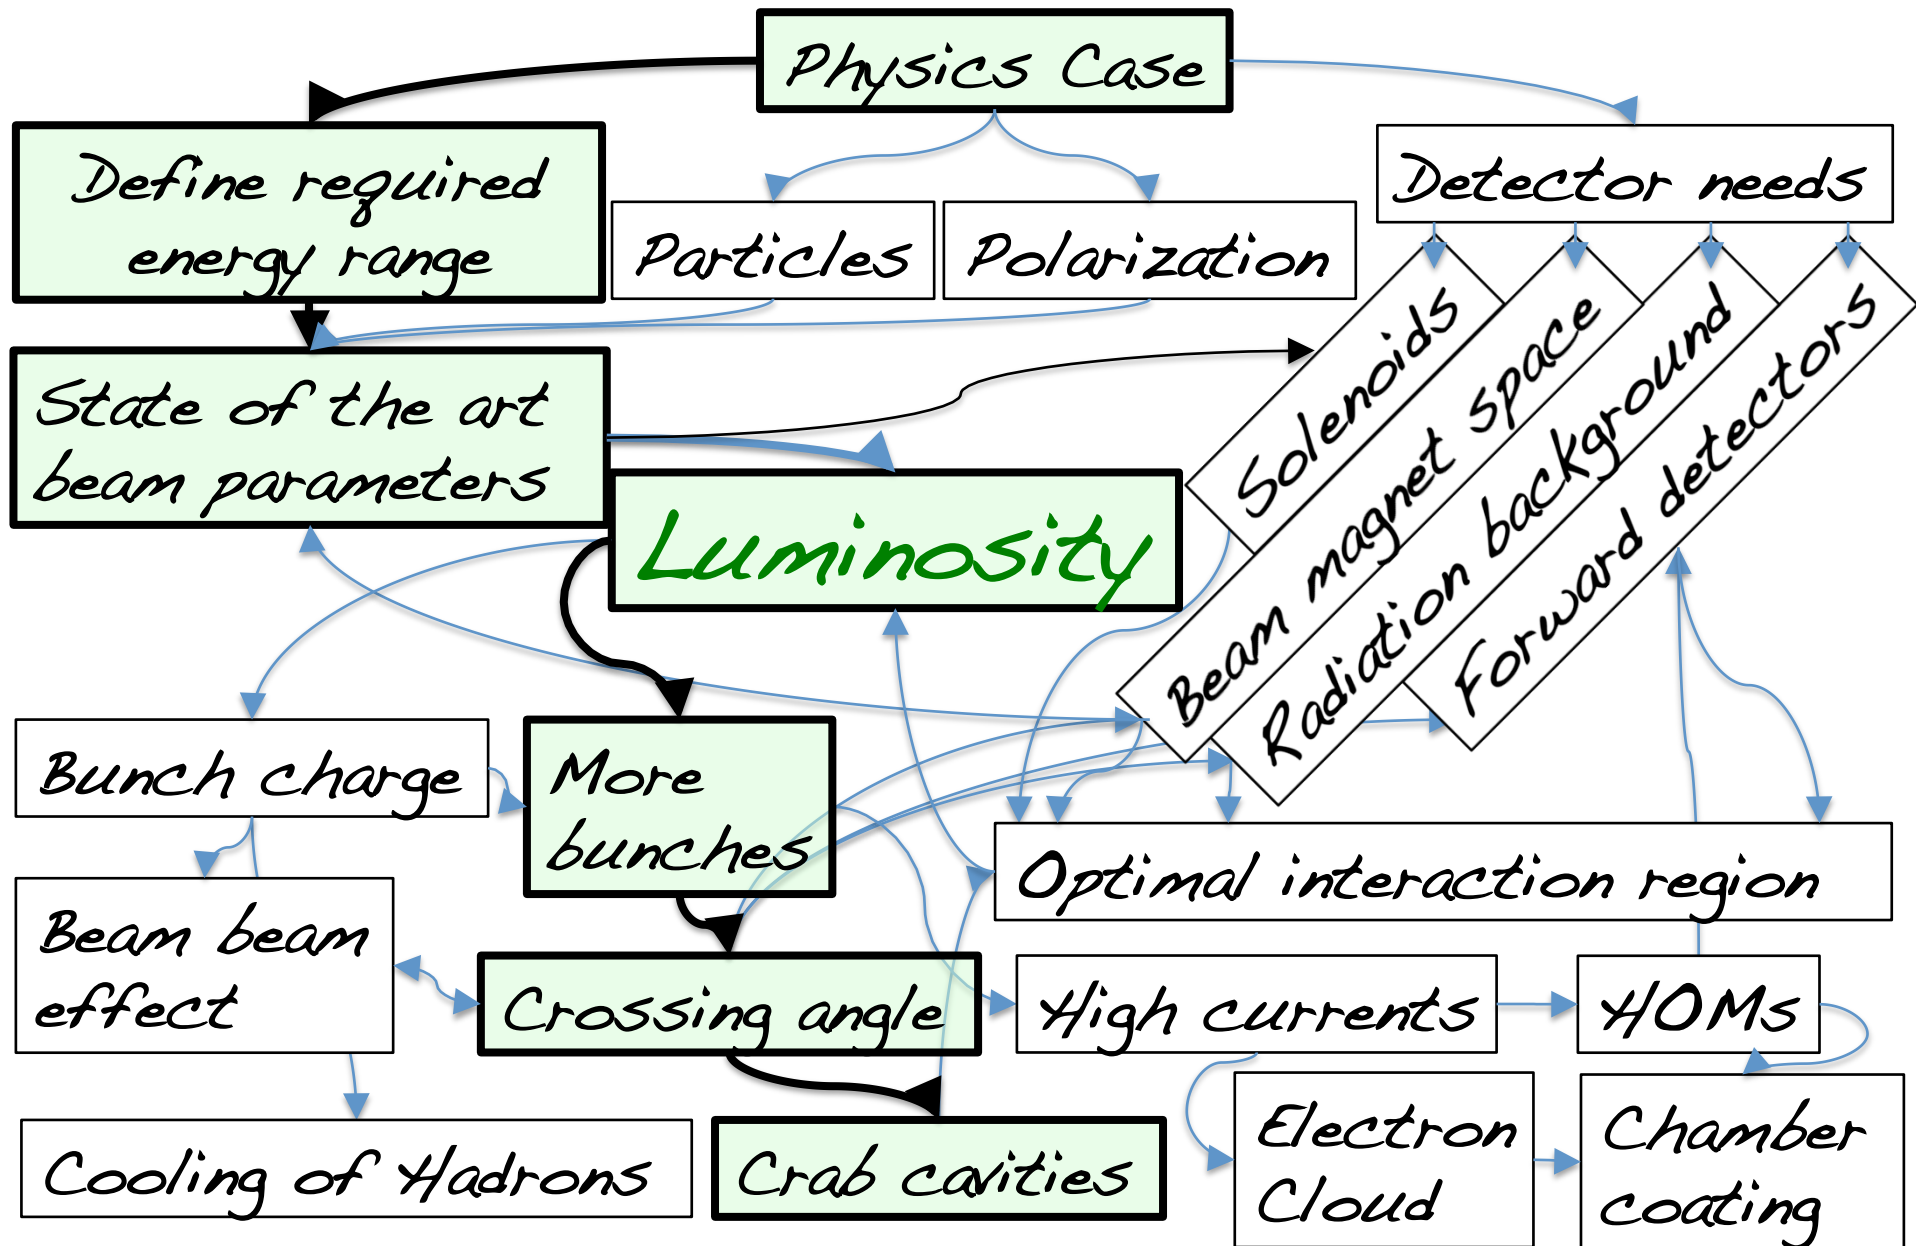 Physics Case
Define required
energy range
Particles
Polarization
Detector needs
State of the art
beam parameters
Luminosity
Solenoids
Beam magnet space
Radiation background
Forward detectors
Bunch charge
More
bunches
Optimal interaction region
Beam beam
effect
Crossing angle
High currents
HOMs
Cooling of Hadrons
Crab cavities
Electron
Cloud
Chamber
coating